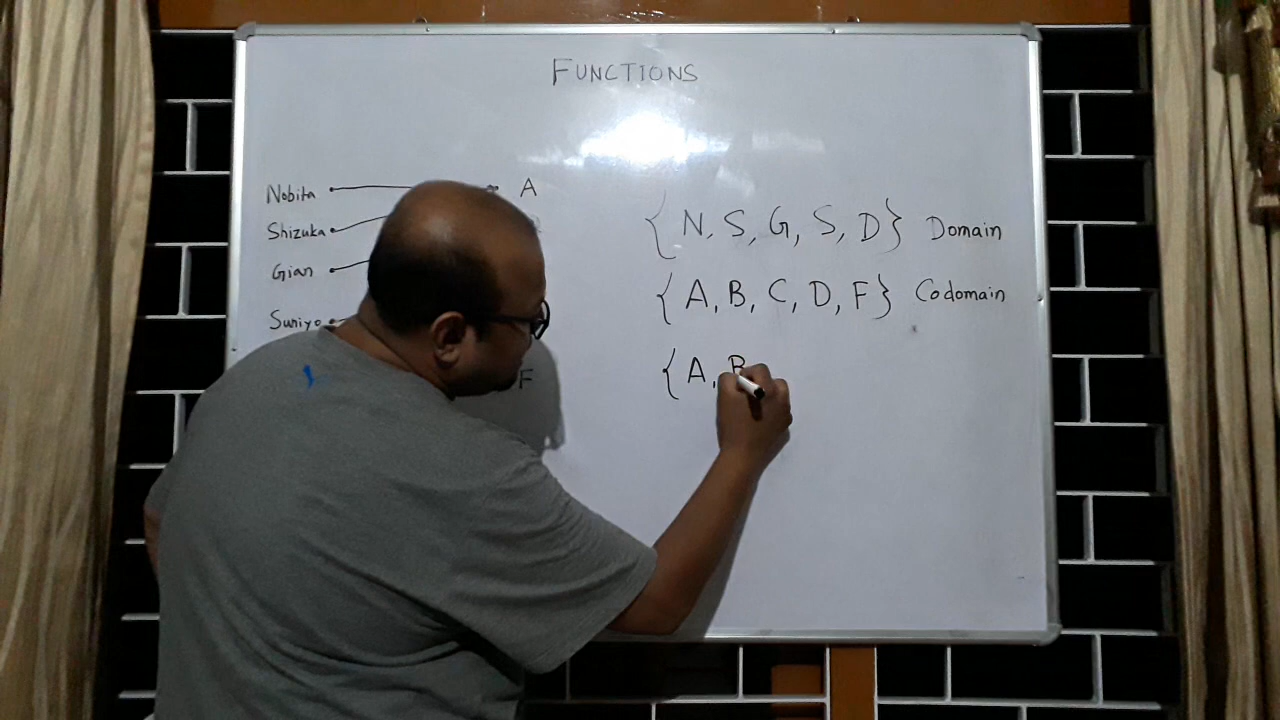 FUNCTIONS
Nobita A
Shizuka
Gian
Suniyo
F
{N, S, G, S, D} Domain
{A, B, C, D, F} Codomain
{A, B